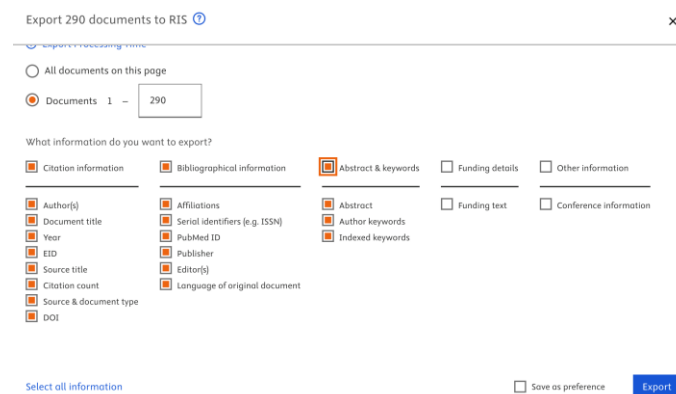 Export 290 documents to RIS
Export Processing Time
All documents on this page
Documents 1 – 290
What information do you want to export?
Citation information Bibliographical information Abstract & keywords Funding details Other information
Author(s) Affiliations Abstract Funding text Conference information
Document title Serial identifiers (e.g. ISSN) Author keywords
Year PubMed ID Indexed keywords
EID Publisher
Source title Editor(s)
Citation count Language of original document
Source & document type
DOI
Select all information Save as preference Export